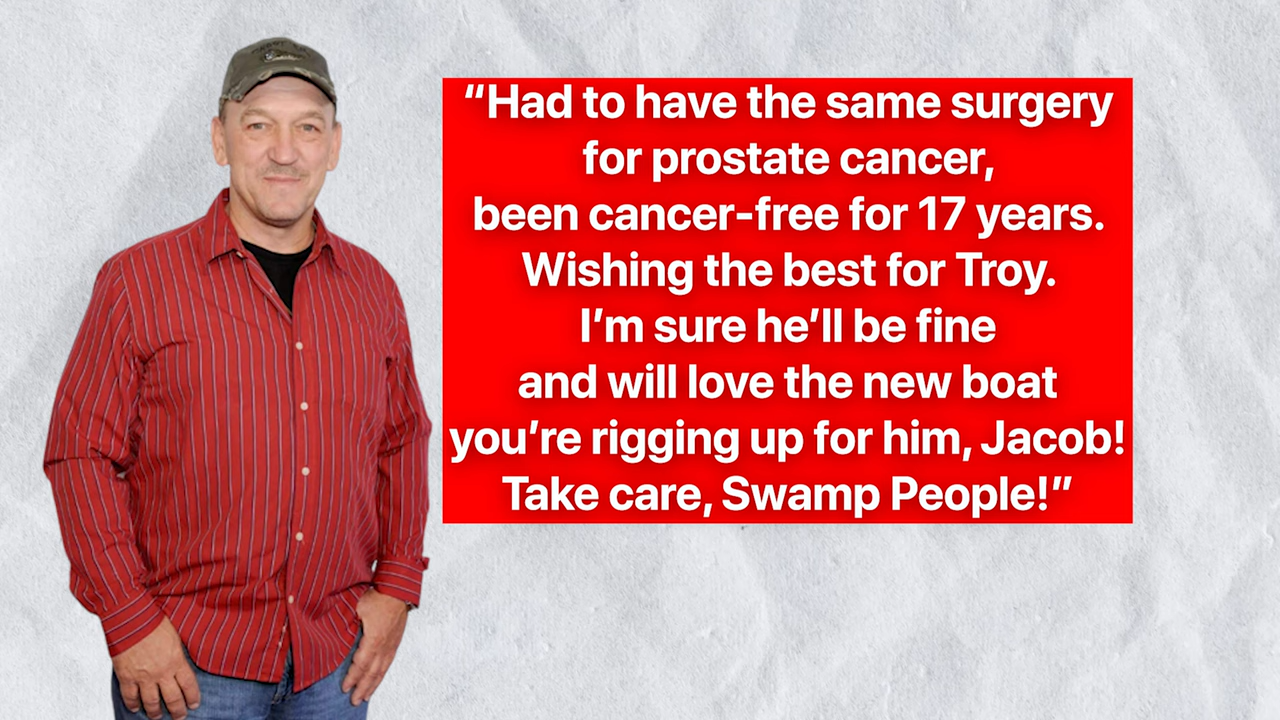 “Had to have the same surgery
for prostate cancer,
been cancer-free for 17 years.
Wishing the best for Troy.
I’m sure he’ll be fine
and will love the new boat
you’re rigging up for him, Jacob!
Take care, Swamp People!”